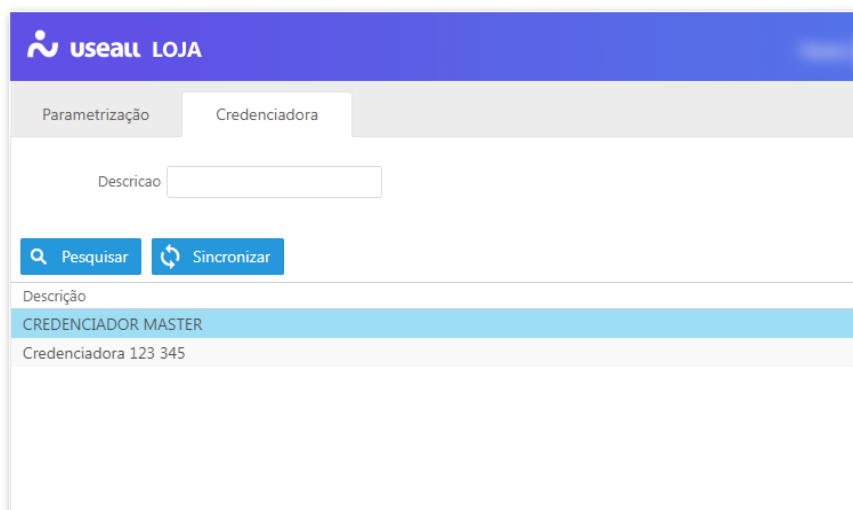 useall LOJA
Parametrização Credenciadora
Descricao
Pesquisar Sincronizar
Descrição
CREDENCIADOR MASTER
Credenciadora 123 345